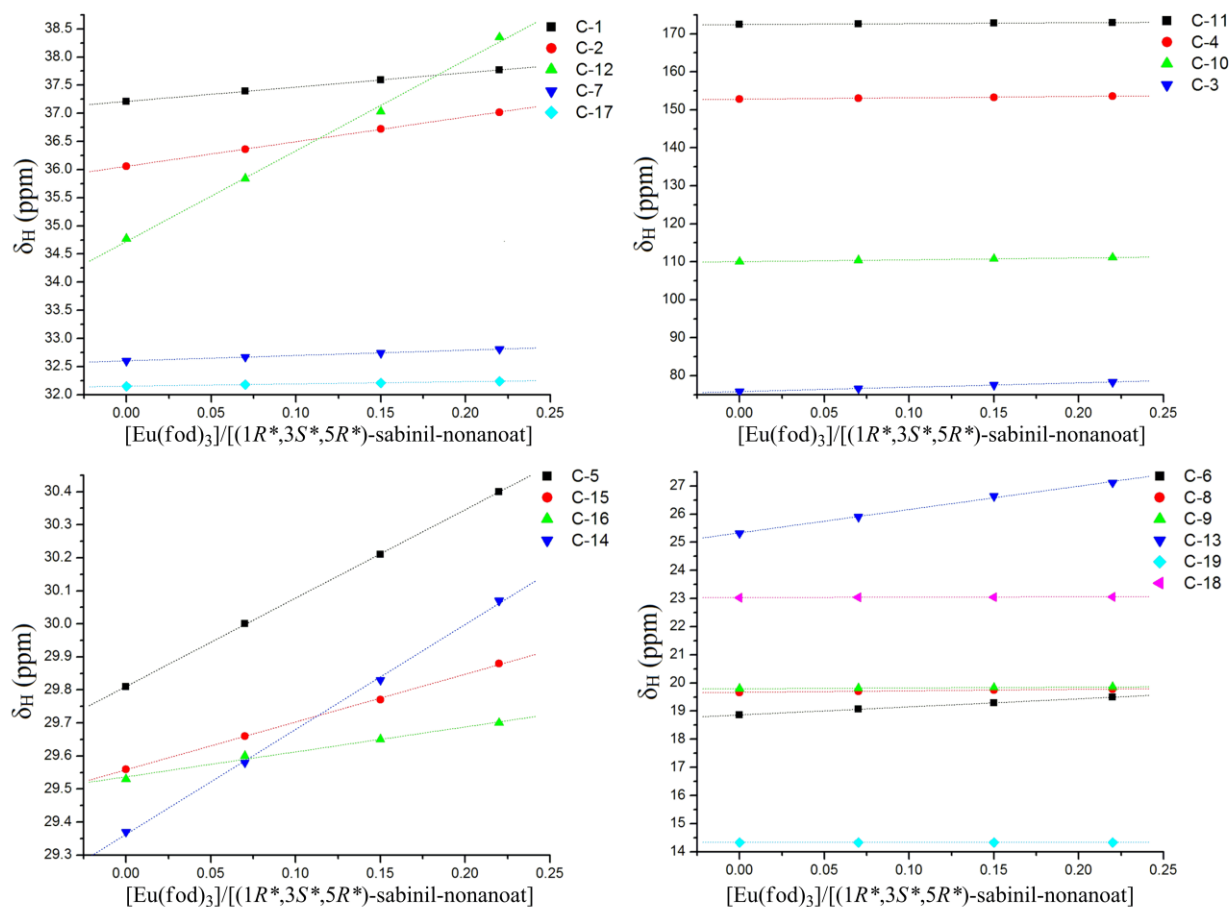 38.5
38.0
37.5
37.0
36.5
36.0
35.5
35.0
34.5
34.0
33.5
33.0
32.5
32.0
δH (ppm)
0.00 0.05 0.10 0.15 0.20 0.25
[Eu(fod)3]/[(1R*,3S*,5R*)-sabinil-nonanoat]
C-1
C-2
C-12
C-7
C-17
170
160
150
140
130
120
110
100
90
80
δH (ppm)
0.00 0.05 0.10 0.15 0.20 0.25
[Eu(fod)3]/[(1R*,3S*,5R*)-sabinil-nonanoat]
C-11
C-4
C-10
C-3
30.4
30.3
30.2
30.1
30.0
29.9
29.8
29.7
29.6
29.5
29.4
29.3
δH (ppm)
0.00 0.05 0.10 0.15 0.20 0.25
[Eu(fod)3]/[(1R*,3S*,5R*)-sabinil-nonanoat]
C-5
C-15
C-16
C-14
27
26
25
24
23
22
21
20
19
18
17
16
15
14
δH (ppm)
0.00 0.05 0.10 0.15 0.20 0.25
[Eu(fod)3]/[(1R*,3S*,5R*)-sabinil-nonanoat]
C-6
C-8
C-9
C-13
C-19
C-18